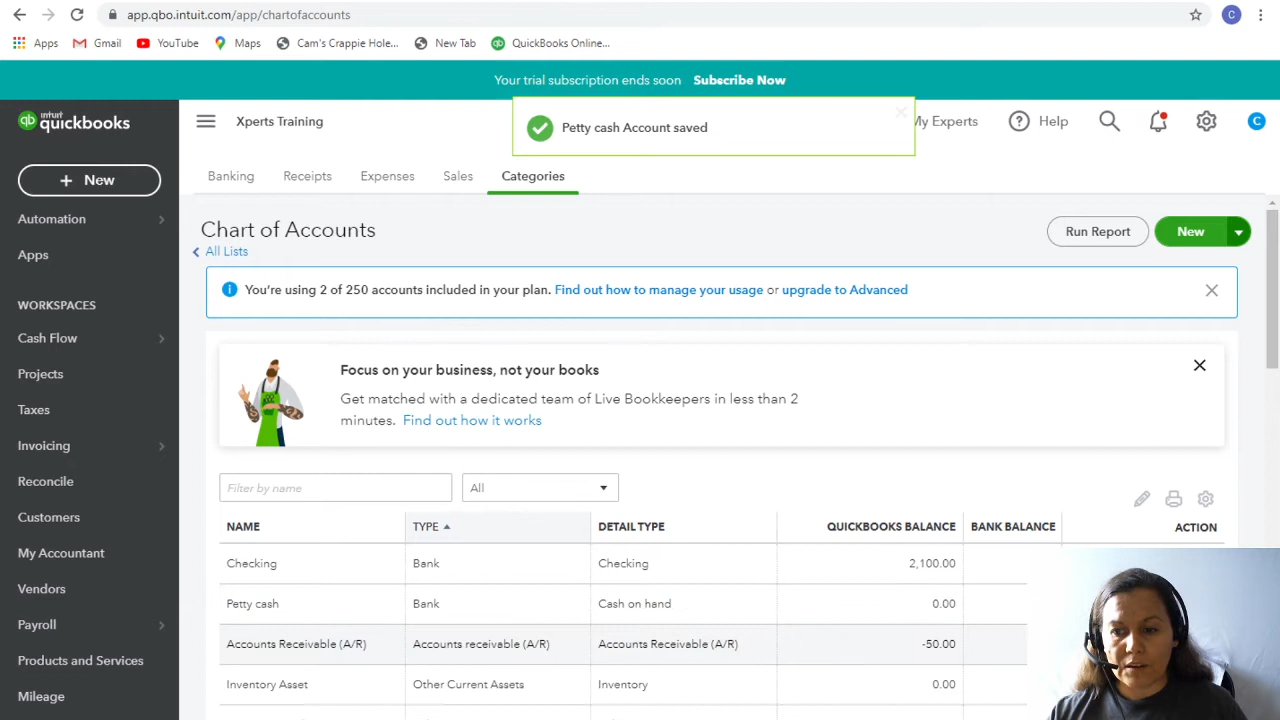 app.qbo.intuit.com/app/chartofaccounts
C
Apps Gmail YouTube Maps Cam's Crappie Hole... New Tab QuickBooks Online...
Your trial subscription ends soon Subscribe Now
intuit quickbooks
Xperts Training
Petty cash Account saved
My Experts
Help
C
+ New
Banking Receipts Expenses Sales Categories
Automation
Apps
WORKSPACES
Cash Flow
Projects
Taxes
Invoicing
Reconcile
Customers
My Accountant
Vendors
Payroll
Products and Services
Mileage
Chart of Accounts
All Lists
Run Report
New
You're using 2 of 250 accounts included in your plan. Find out how to manage your usage or upgrade to Advanced
Focus on your business, not your books
Get matched with a dedicated team of Live Bookkeepers in less than 2
minutes. Find out how it works
Filter by name
All
NAME TYPE DETAIL TYPE QUICKBOOKS BALANCE BANK BALANCE ACTION
Checking Bank Checking 2,100.00
Petty cash Bank Cash on hand 0.00
Accounts Receivable (A/R) Accounts receivable (A/R) Accounts Receivable (A/R) -50.00
Inventory Asset Other Current Assets Inventory 0.00